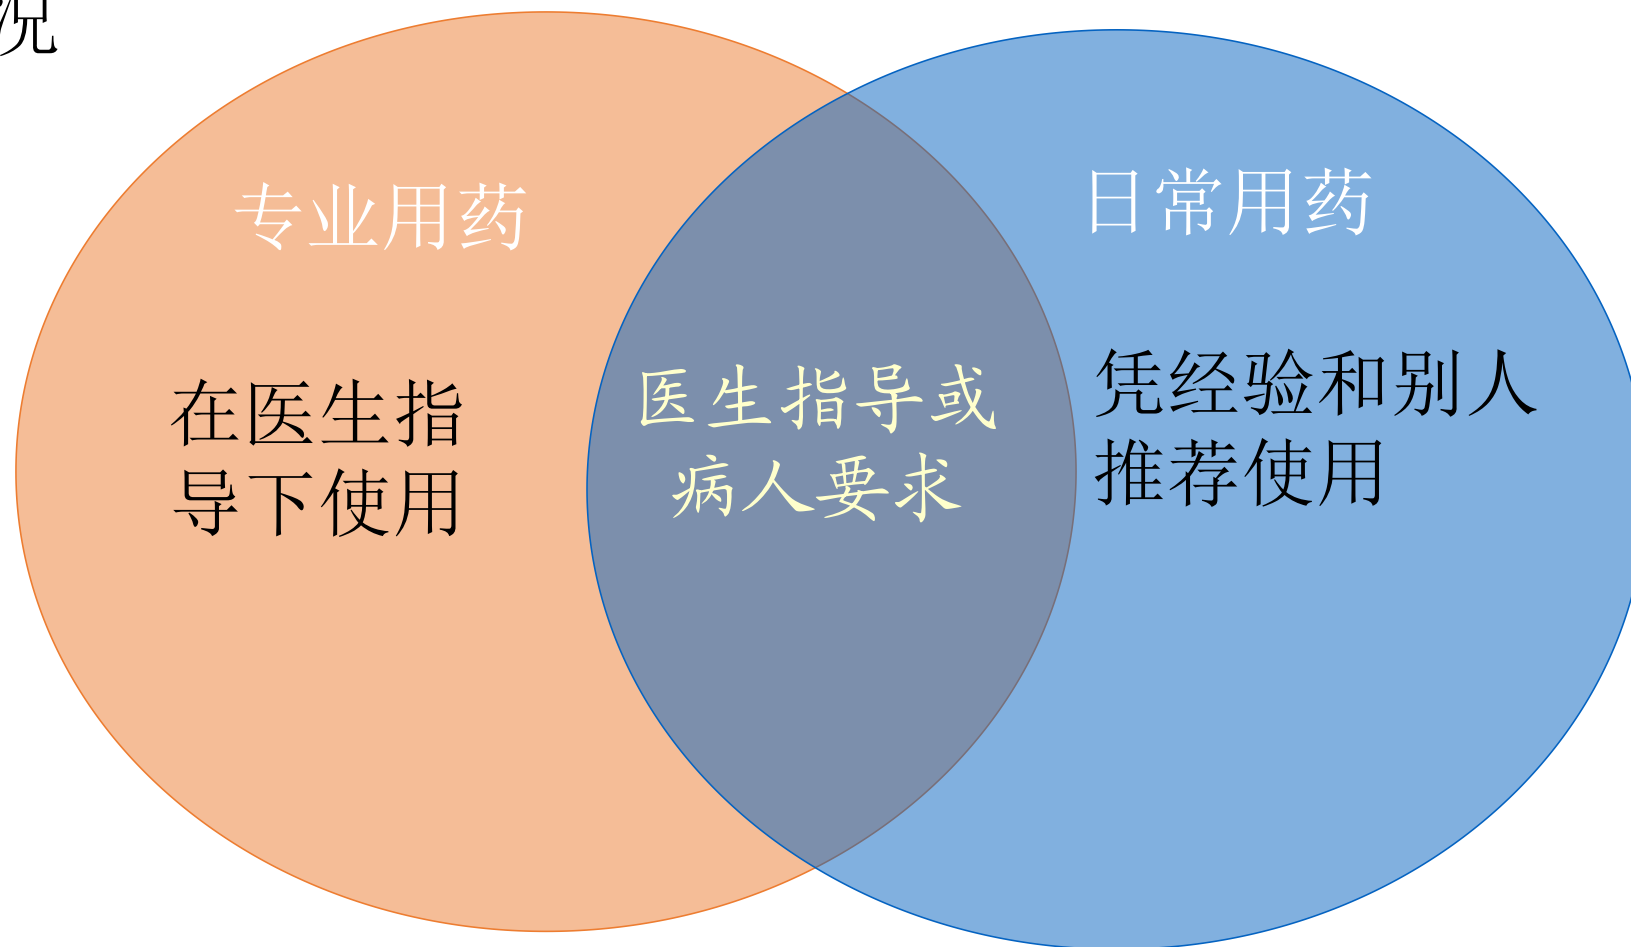 况
专业用药
日常用药
在医生指
导下使用
医生指导或
病人要求
凭经验和别人
推荐使用